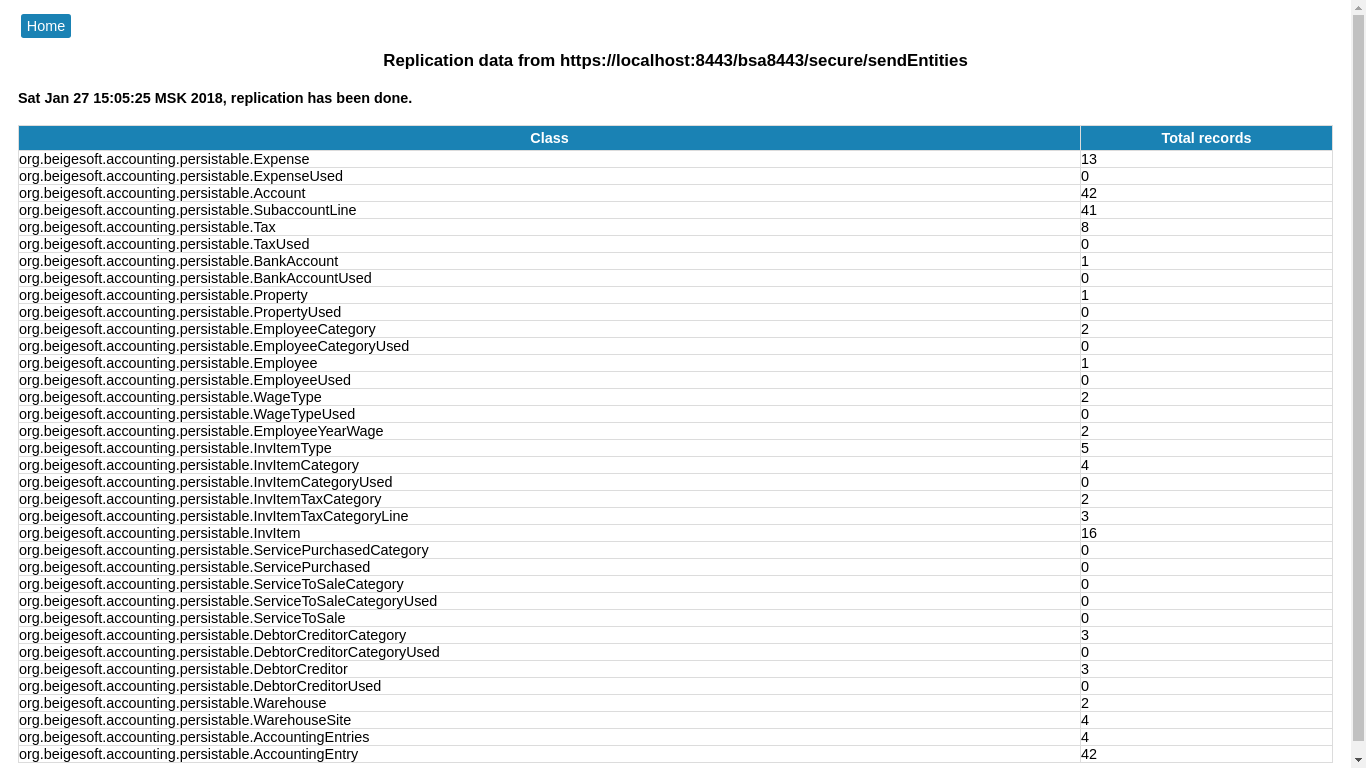 Home
Replication data from https://localhost:8443/bsa8443/secure/sendEntities
Sat Jan 27 15:05:25 MSK 2018, replication has been done.
Class Total records
org.beigesoft.accounting.persistable.Expense 13
org.beigesoft.accounting.persistable.ExpenseUsed 0
org.beigesoft.accounting.persistable.Account 42
org.beigesoft.accounting.persistable.SubaccountLine 41
org.beigesoft.accounting.persistable.Tax 8
org.beigesoft.accounting.persistable.TaxUsed 0
org.beigesoft.accounting.persistable.BankAccount 1
org.beigesoft.accounting.persistable.BankAccountUsed 0
org.beigesoft.accounting.persistable.Property 1
org.beigesoft.accounting.persistable.PropertyUsed 0
org.beigesoft.accounting.persistable.EmployeeCategory 2
org.beigesoft.accounting.persistable.EmployeeCategoryUsed 0
org.beigesoft.accounting.persistable.Employee 1
org.beigesoft.accounting.persistable.EmployeeUsed 0
org.beigesoft.accounting.persistable.WageType 2
org.beigesoft.accounting.persistable.WageTypeUsed 0
org.beigesoft.accounting.persistable.EmployeeYearWage 2
org.beigesoft.accounting.persistable.InvItemType 5
org.beigesoft.accounting.persistable.InvItemCategory 4
org.beigesoft.accounting.persistable.InvItemCategoryUsed 0
org.beigesoft.accounting.persistable.InvItemTaxCategory 2
org.beigesoft.accounting.persistable.InvItemTaxCategoryLine 3
org.beigesoft.accounting.persistable.InvItem 16
org.beigesoft.accounting.persistable.ServicePurchasedCategory 0
org.beigesoft.accounting.persistable.ServicePurchased 0
org.beigesoft.accounting.persistable.ServiceToSaleCategory 0
org.beigesoft.accounting.persistable.ServiceToSaleCategoryUsed 0
org.beigesoft.accounting.persistable.ServiceToSale 0
org.beigesoft.accounting.persistable.DebtorCreditorCategory 3
org.beigesoft.accounting.persistable.DebtorCreditorCategoryUsed 0
org.beigesoft.accounting.persistable.DebtorCreditor 3
org.beigesoft.accounting.persistable.DebtorCreditorUsed 0
org.beigesoft.accounting.persistable.Warehouse 2
org.beigesoft.accounting.persistable.WarehouseSite 4
org.beigesoft.accounting.persistable.AccountingEntries 4
org.beigesoft.accounting.persistable.AccountingEntry 42